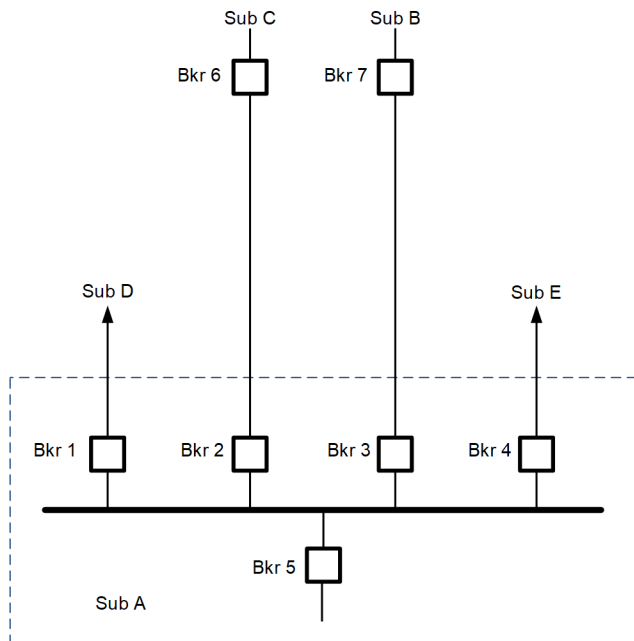 Sub C
Sub B
Bkr 6
Bkr 7
Sub D
Sub E
Bkr 1
Bkr 2
Bkr 3
Bkr 4
Bkr 5
Sub A